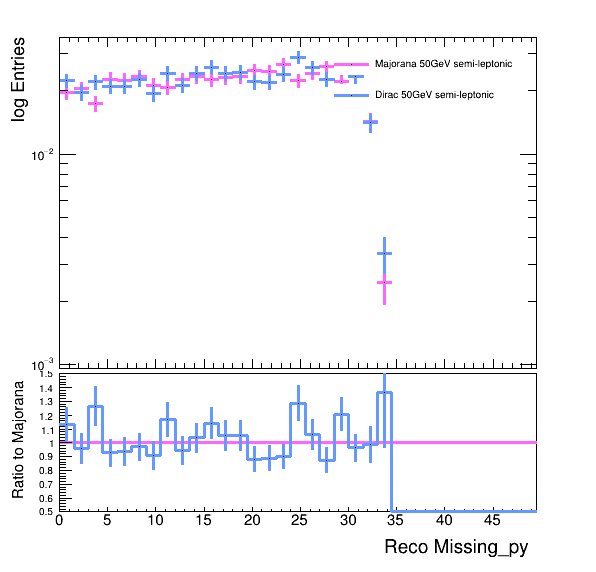 log Entries
Majorana 50GeV semi-leptonic
Dirac 50GeV semi-leptonic
10⁻²
10⁻³
Ratio to Majorana
1.5
1.4
1.3
1.2
1.1
1
0.9
0.8
0.7
0.6
0.5
0 5 10 15 20 25 30 35 40 45
Reco Missing_py